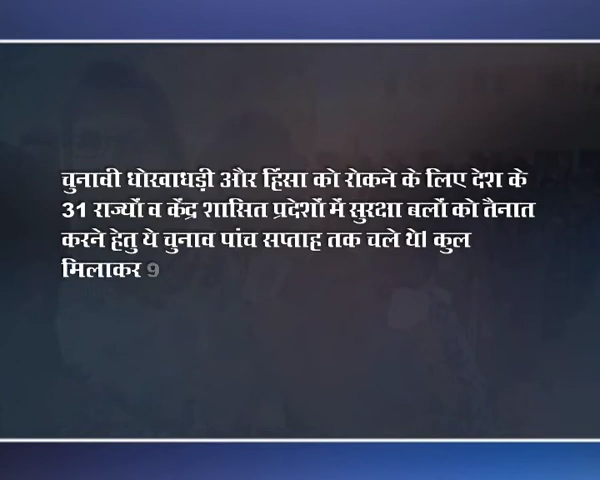 चुनावी धोखाधड़ी और हिंसा को रोकने के लिए देश के
31 राज्यों व केंद्र शासित प्रदेशों में सुरक्षा बलों को तैनात
करने हेतु ये चुनाव पांच सप्ताह तक चले थे। कुल
मिलाकर 9